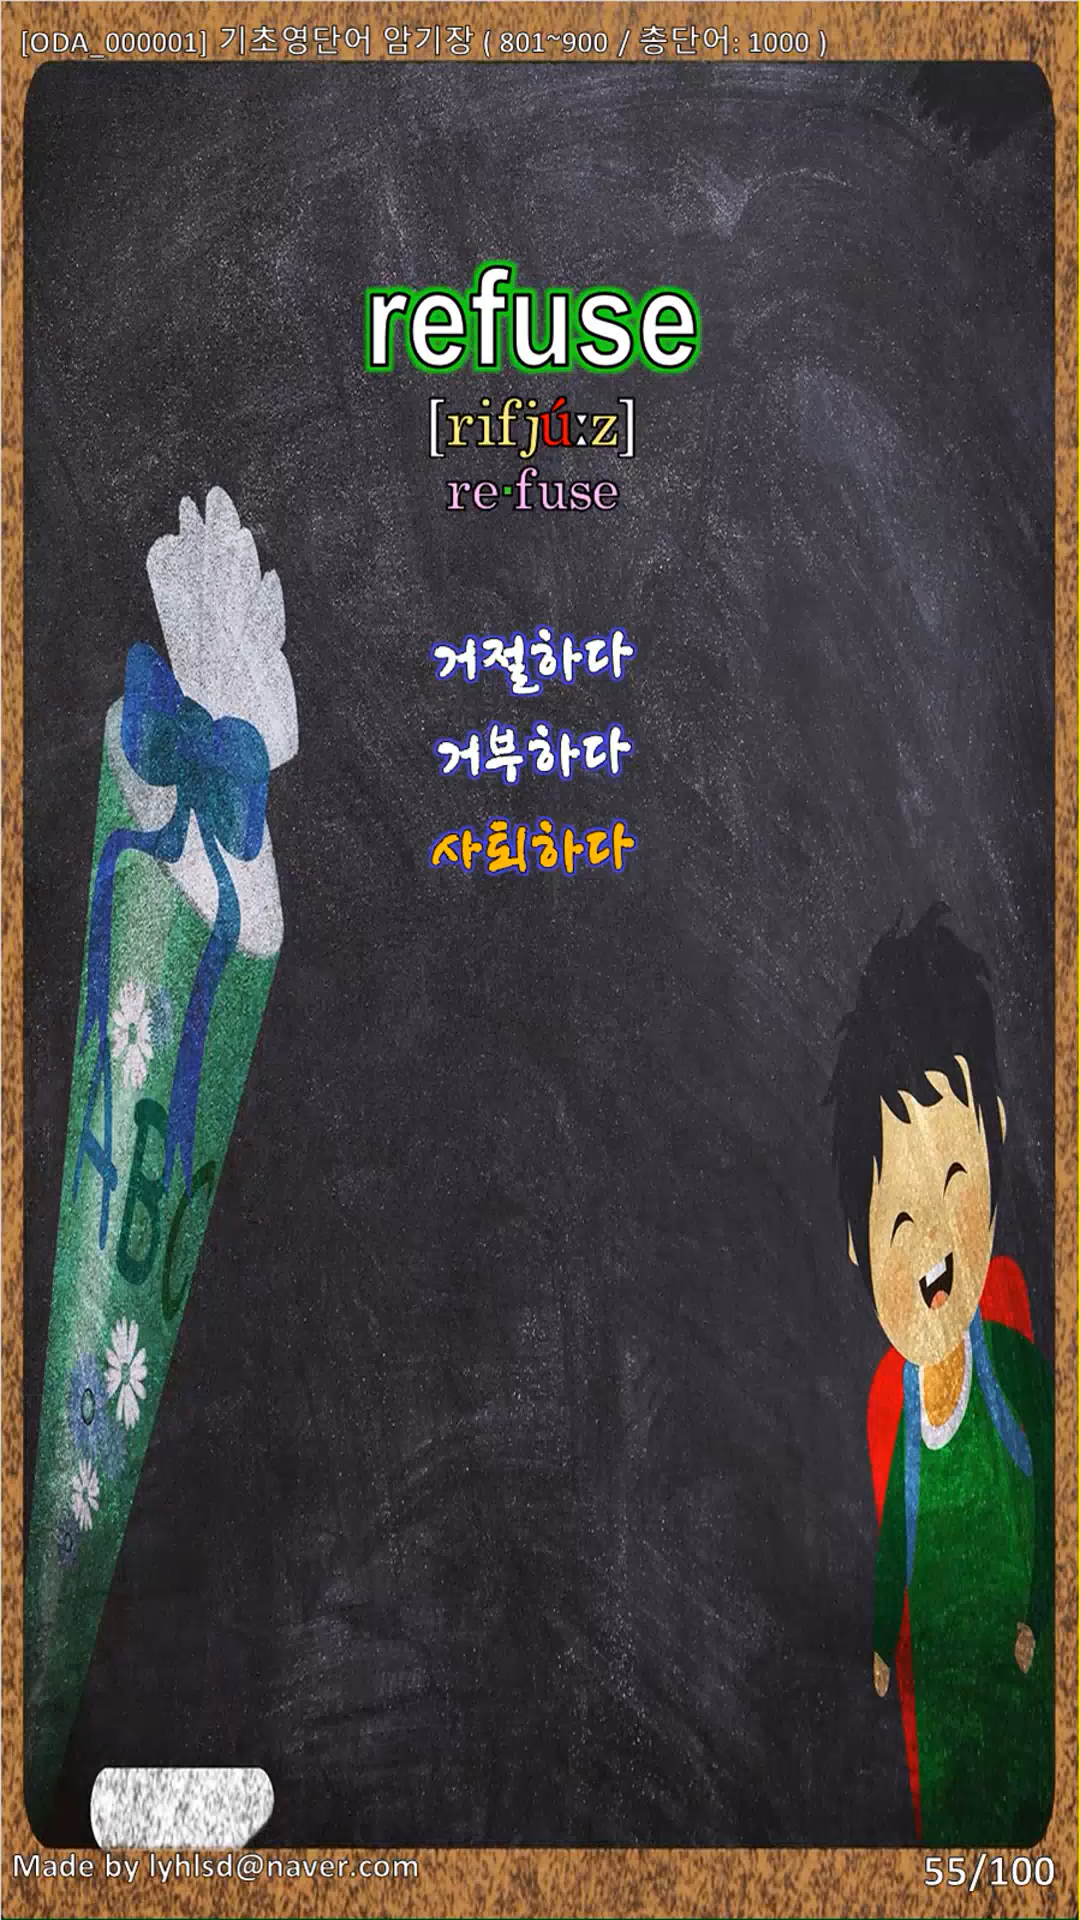 [ODA_000001] 기초영단어 암기장 ( 801~900 / 총단어: 1000 )
refuse
[rifjúːz]
re·fuse
거절하다
거부하다
사퇴하다
ABC
Made by lyhlsd@naver.com
55/100